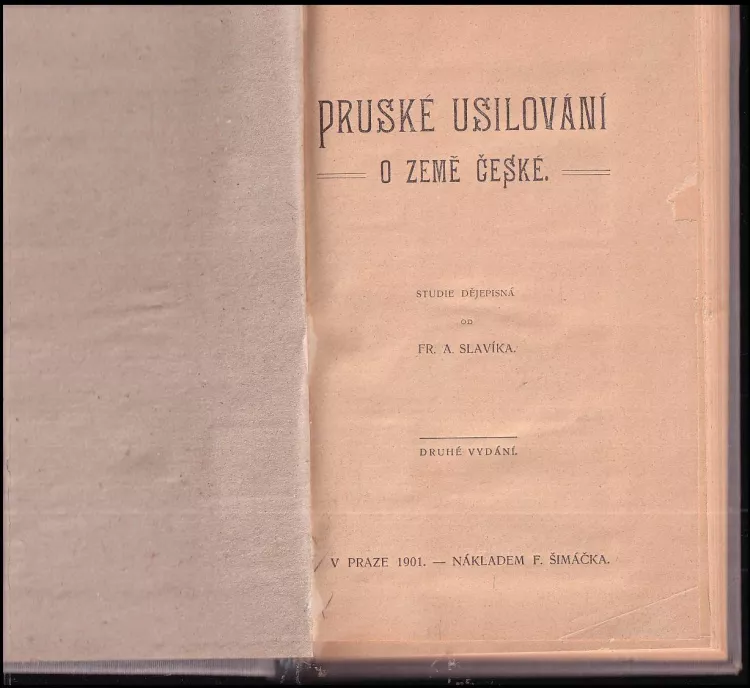 PRUSKÉ USILOVÁNÍ
O ZEMĚ ČESKÉ.
STUDIE DĚJEPISNÁ
OD
FR. A. SLAVÍKA.
DRUHÉ VYDÁNÍ.
V PRAZE 1901. — NÁKLADEM F. ŠIMÁČKA.